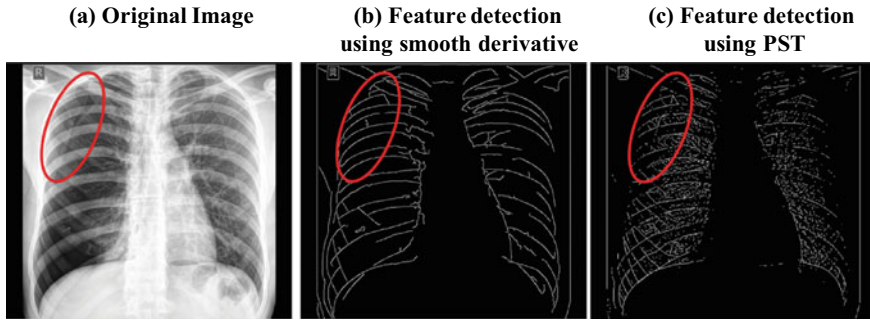 (a) Original Image
(b) Feature detection
using smooth derivative
(c) Feature detection
using PST
R